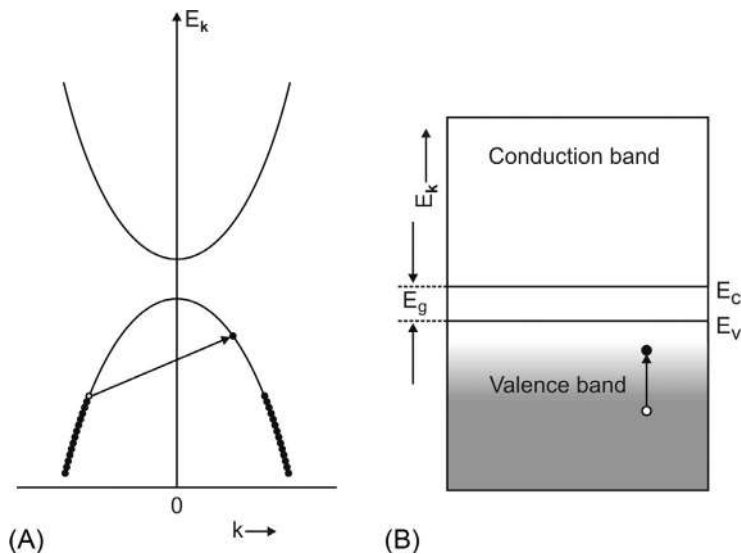 E_k
0
k
(A)
Conduction band
E_k
E_g
E_c
E_v
Valence band
(B)